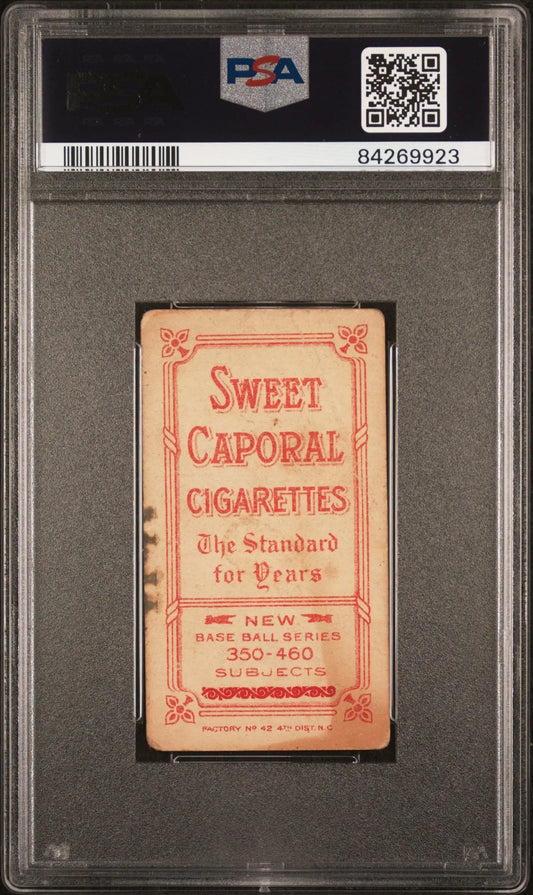 PSA
84269923
SWEET
CAPORAL
CIGARETTES
The Standard
for Years
NEW
BASE BALL SERIES
350-460
SUBJECTS
FACTORY Nº 42 4TH DIST. N.C